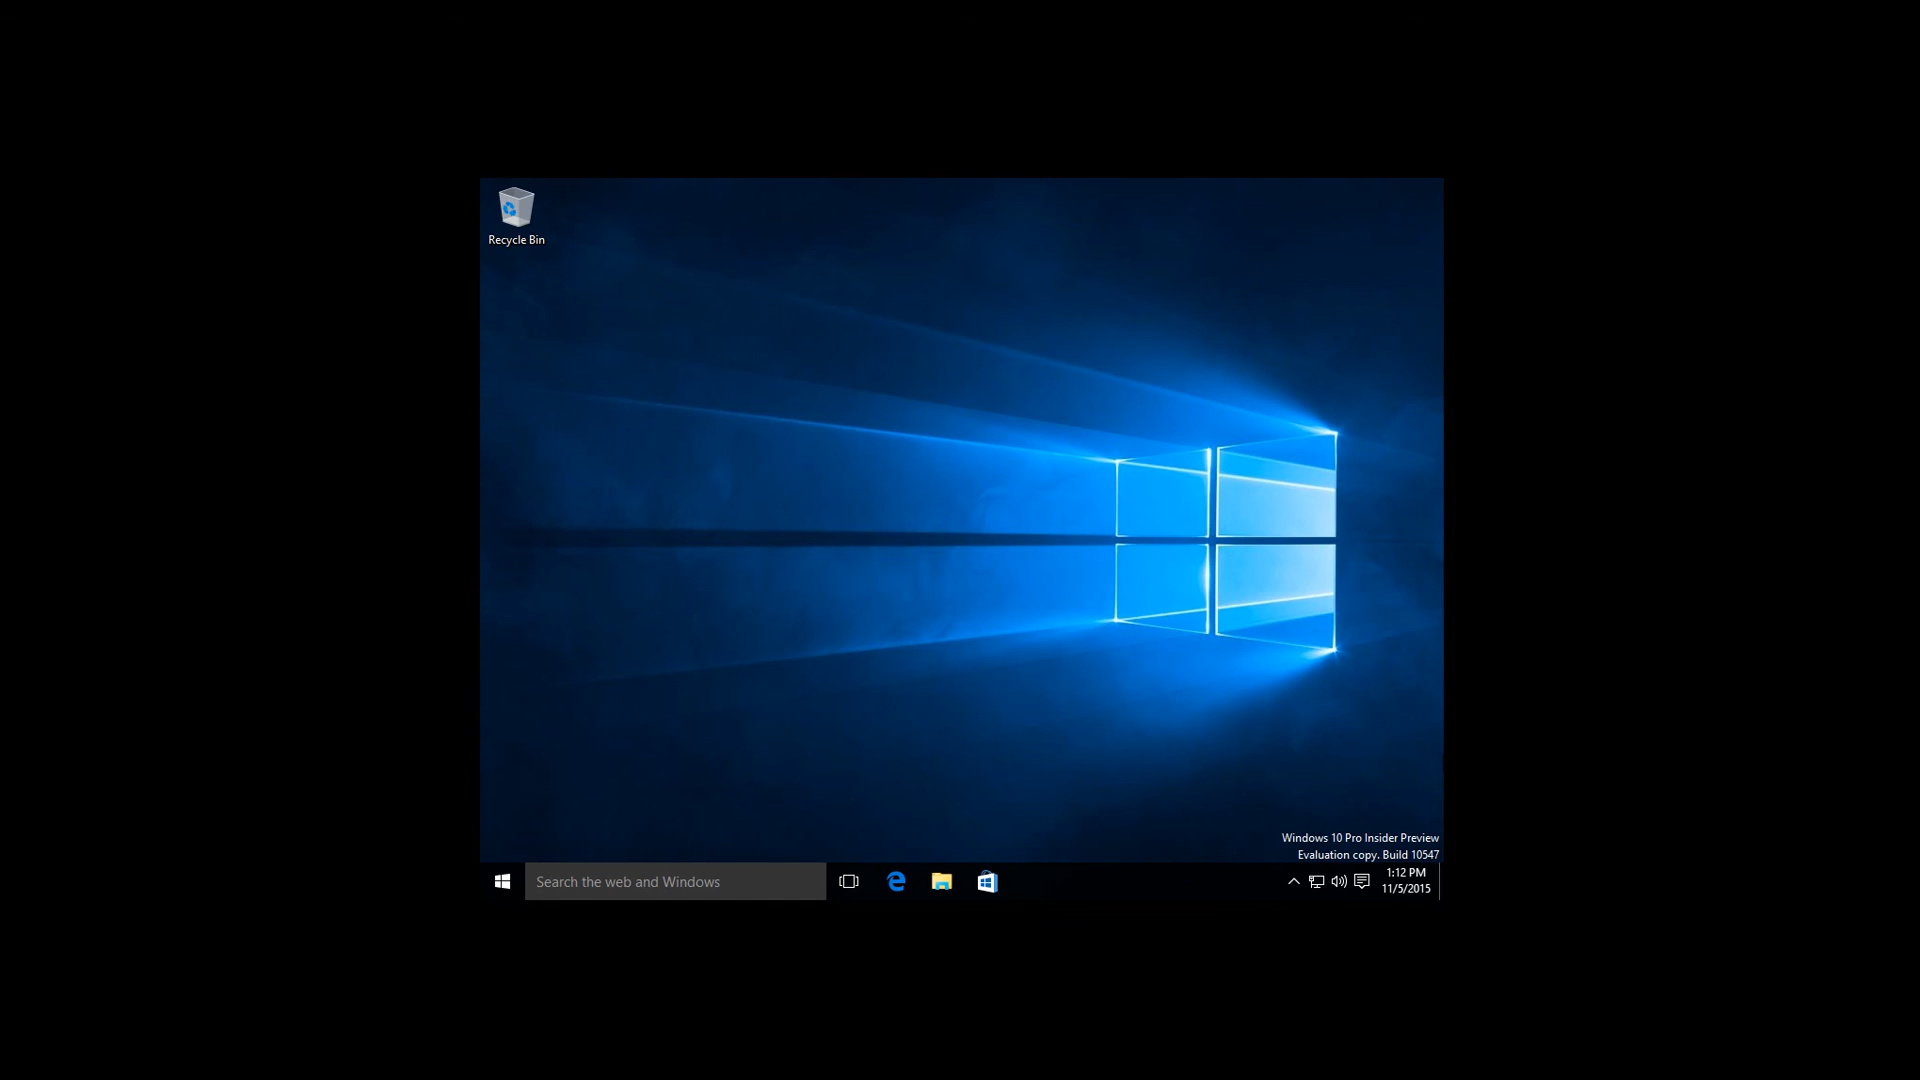 Recycle Bin
Windows 10 Pro Insider Preview
Evaluation copy. Build 10547
Search the web and Windows
1:12 PM
11/5/2015